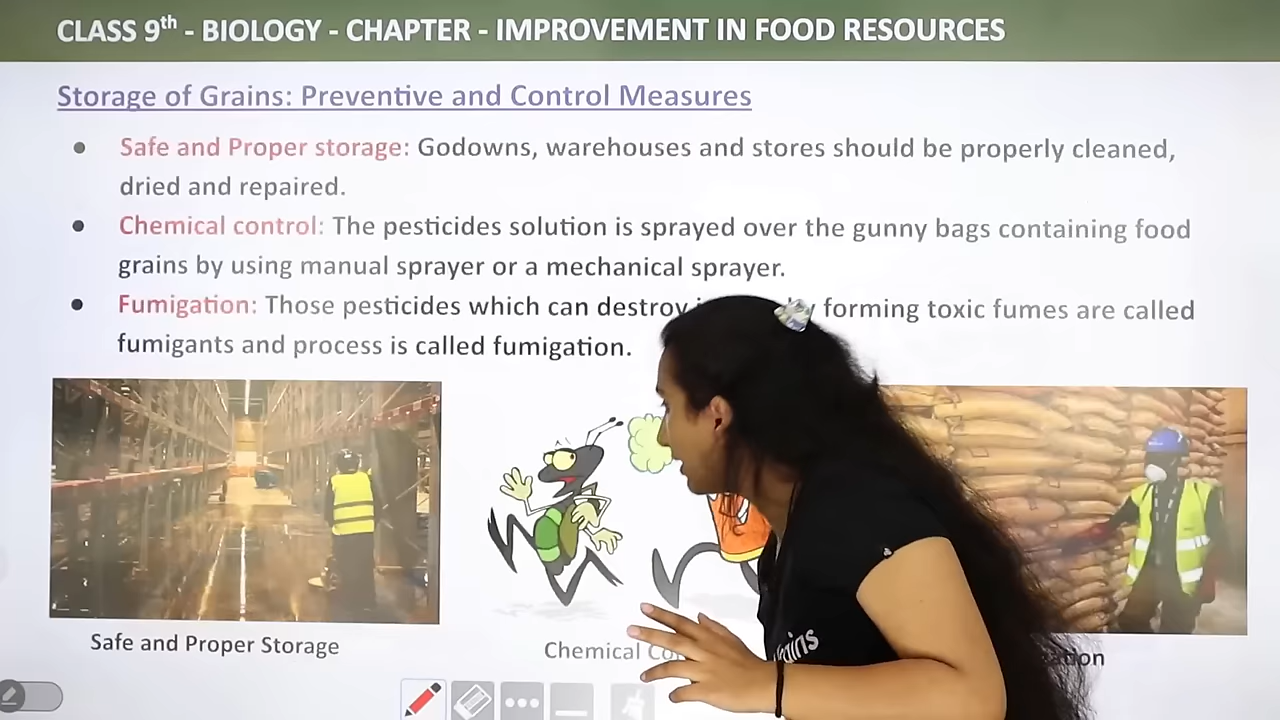 CLASS 9th - BIOLOGY - CHAPTER - IMPROVEMENT IN FOOD RESOURCES
Storage of Grains: Preventive and Control Measures
• Safe and Proper storage: Godowns, warehouses and stores should be properly cleaned,
dried and repaired.
• Chemical control: The pesticides solution is sprayed over the gunny bags containing food
grains by using manual sprayer or a mechanical sprayer.
• Fumigation: Those pesticides which can destroy forming toxic fumes are called
fumigants and process is called fumigation.
Safe and Proper Storage
Chemical